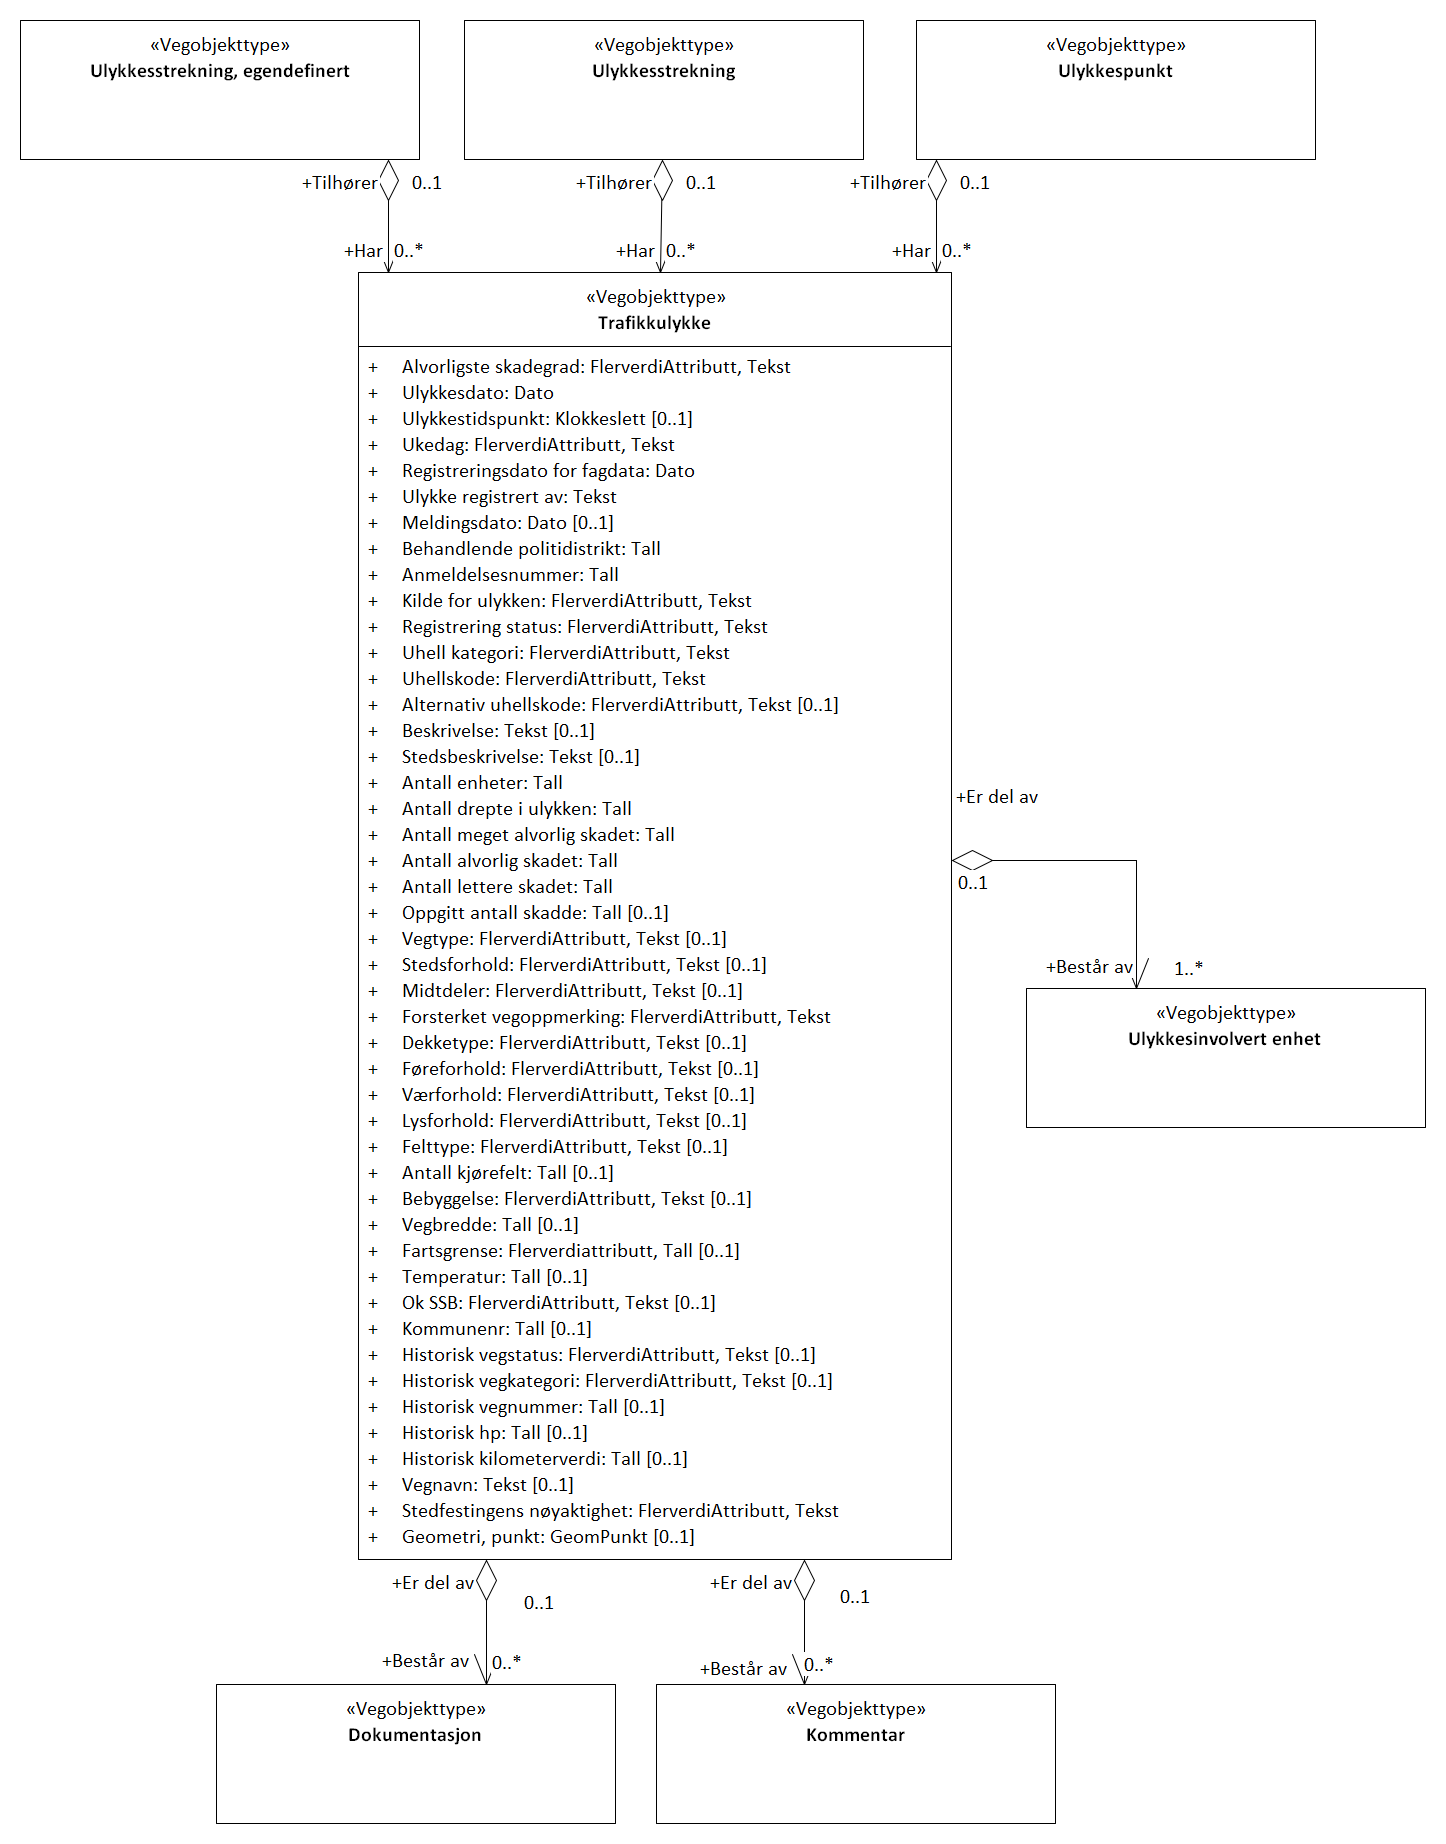 «Vegobjekttype»
Ulykkesstrekning, egendefinert
«Vegobjekttype»
Ulykkesstrekning
«Vegobjekttype»
Ulykkespunkt
+Tilhører 0..1
+Tilhører 0..1
+Tilhører 0..1
+Har 0..*
+Har 0..*
+Har 0..*
«Vegobjekttype»
Trafikkulykke
+ Alvorligste skadegrad: FlerverdiAttributt, Tekst
+ Ulykkesdato: Dato
+ Ulykkestidspunkt: Klokkeslett [0..1]
+ Ukedag: FlerverdiAttributt, Tekst
+ Registreringsdato for fagdata: Dato
+ Ulykke registrert av: Tekst
+ Meldingsdato: Dato [0..1]
+ Behandlende politidistrikt: Tall
+ Anmeldelsesnummer: Tall
+ Kilde for ulykken: FlerverdiAttributt, Tekst
+ Registrering status: FlerverdiAttributt, Tekst
+ Uhell kategori: FlerverdiAttributt, Tekst
+ Uhellskode: FlerverdiAttributt, Tekst
+ Alternativ uhellskode: FlerverdiAttributt, Tekst [0..1]
+ Beskrivelse: Tekst [0..1]
+ Stedsbeskrivelse: Tekst [0..1]
+ Antall enheter: Tall
+ Antall drepte i ulykken: Tall
+ Antall meget alvorlig skadet: Tall
+ Antall alvorlig skadet: Tall
+ Antall lettere skadet: Tall
+ Oppgitt antall skadde: Tall [0..1]
+ Vegtype: FlerverdiAttributt, Tekst [0..1]
+ Stedsforhold: FlerverdiAttributt, Tekst [0..1]
+ Midtdeler: FlerverdiAttributt, Tekst [0..1]
+ Forsterket vegoppmerking: FlerverdiAttributt, Tekst
+ Dekketype: FlerverdiAttributt, Tekst [0..1]
+ Føreforhold: FlerverdiAttributt, Tekst [0..1]
+ Værforhold: FlerverdiAttributt, Tekst [0..1]
+ Lysforhold: FlerverdiAttributt, Tekst [0..1]
+ Felttype: FlerverdiAttributt, Tekst [0..1]
+ Antall kjørefelt: Tall [0..1]
+ Bebyggelse: FlerverdiAttributt, Tekst [0..1]
+ Vegbredde: Tall [0..1]
+ Fartsgrense: Flerverdiattributt, Tall [0..1]
+ Temperatur: Tall [0..1]
+ Ok SSB: FlerverdiAttributt, Tekst [0..1]
+ Kommunenr: Tall [0..1]
+ Historisk vegstatus: FlerverdiAttributt, Tekst [0..1]
+ Historisk vegkategori: FlerverdiAttributt, Tekst [0..1]
+ Historisk vegnummer: Tall [0..1]
+ Historisk hp: Tall [0..1]
+ Historisk kilometerverdi: Tall [0..1]
+ Vegnavn: Tekst [0..1]
+ Stedfestingens nøyaktighet: FlerverdiAttributt, Tekst
+ Geometri, punkt: GeomPunkt [0..1]
+Er del av
0..1
+Består av 1..*
«Vegobjekttype»
Ulykkesinvolvert enhet
+Er del av
0..1
+Er del av
0..1
+Består av 0..*
+Består av 0..*
«Vegobjekttype»
Dokumentasjon
«Vegobjekttype»
Kommentar